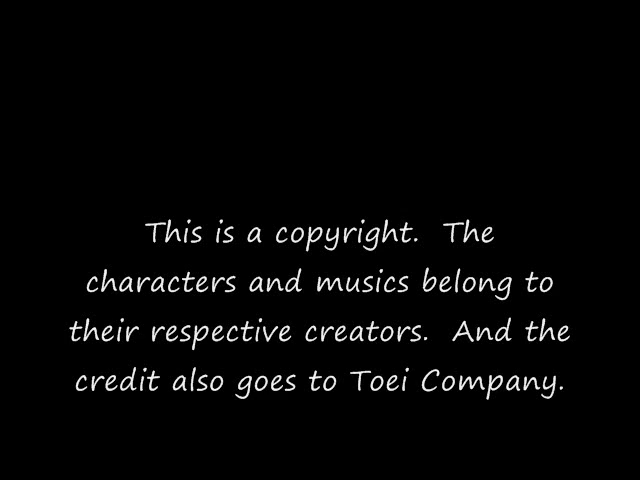 This is a copyright.  The
characters and musics belong to
their respective creators.  And the
credit also goes to Toei Company.